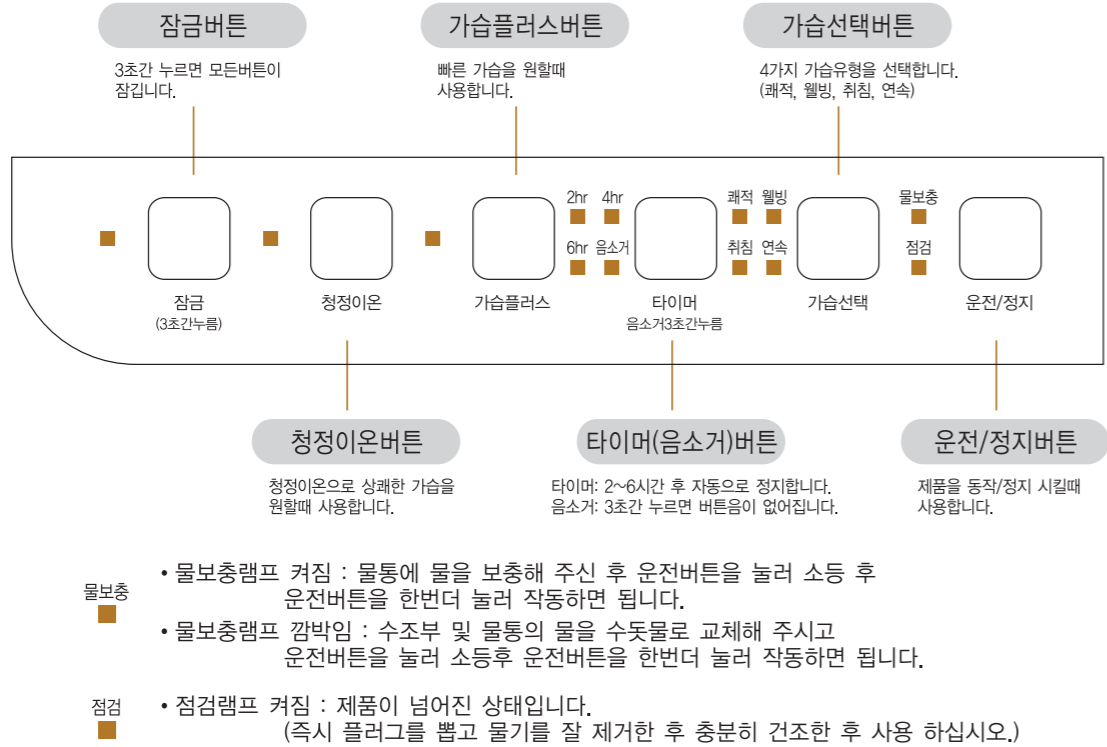 잠금버튼
3초간 누르면 모든버튼이
잠깁니다.
가습플러스버튼
빠른 가습을 원할때
사용합니다.
가습선택버튼
4가지 가습유형을 선택합니다.
(쾌적, 웰빙, 취침, 연속)
2hr 4hr
6hr 음소거
쾌적 웰빙
취침 연속
물보충
점검
잠금
(3초간누름)
청정이온
가습플러스
타이머
음소거3초간누름
가습선택
운전/정지
청정이온버튼
청정이온으로 상쾌한 가습을
원할때 사용합니다.
타이머(음소거)버튼
타이머: 2~6시간 후 자동으로 정지합니다.
음소거: 3초간 누르면 버튼음이 없어집니다.
운전/정지버튼
제품을 동작/정지 시킬때
사용합니다.
물보충
• 물보충램프 켜짐 : 물통에 물을 보충해 주신 후 운전버튼을 눌러 소등 후
운전버튼을 한번더 눌러 작동하면 됩니다.
• 물보충램프 깜박임 : 수조부 및 물통의 물을 수돗물로 교체해 주시고
운전버튼을 눌러 소등후 운전버튼을 한번더 눌러 작동하면 됩니다.
점검
• 점검램프 켜짐 : 제품이 넘어진 상태입니다.
(즉시 플러그를 뽑고 물기를 잘 제거한 후 충분히 건조한 후 사용 하십시오.)